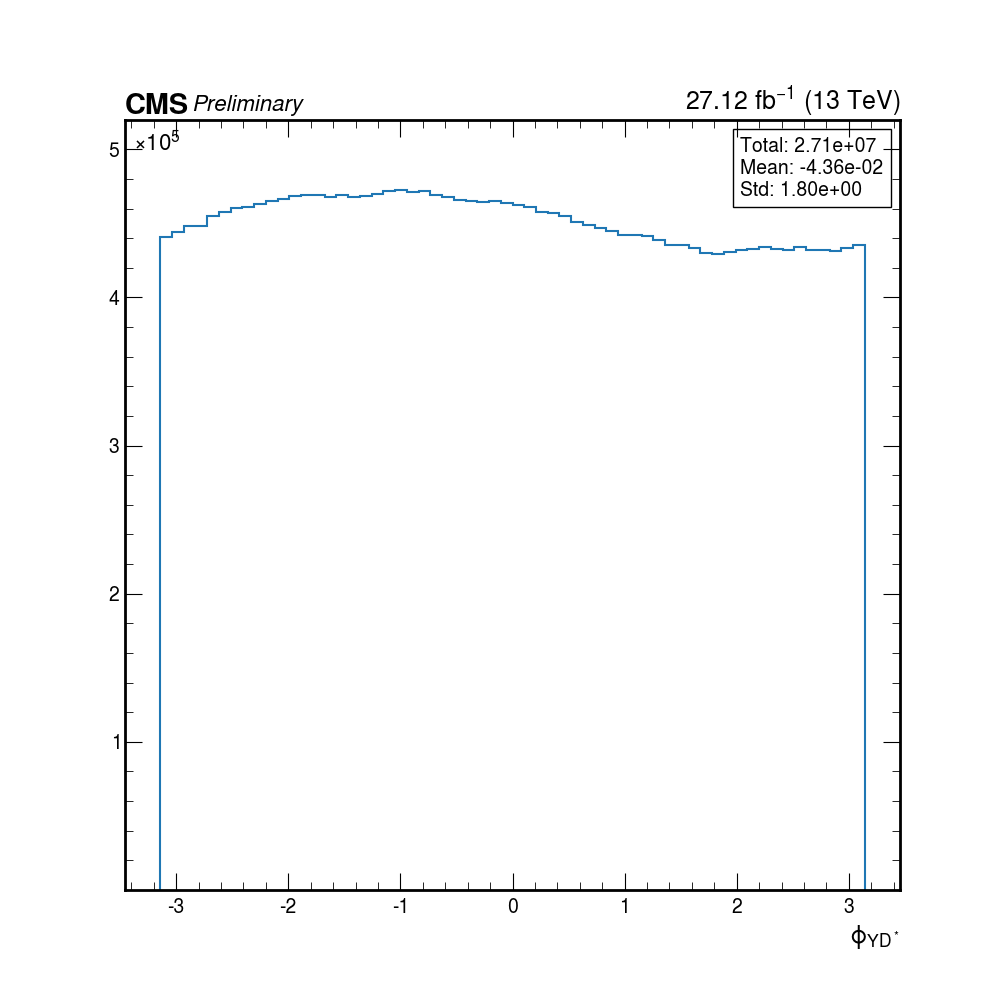 CMS Preliminary 27.12 fb⁻¹ (13 TeV)
×10⁵
Total: 2.71e+07
Mean: -4.36e-02
Std: 1.80e+00
5
4
3
2
1
-3 -2 -1 0 1 2 3
ϕ_YD*